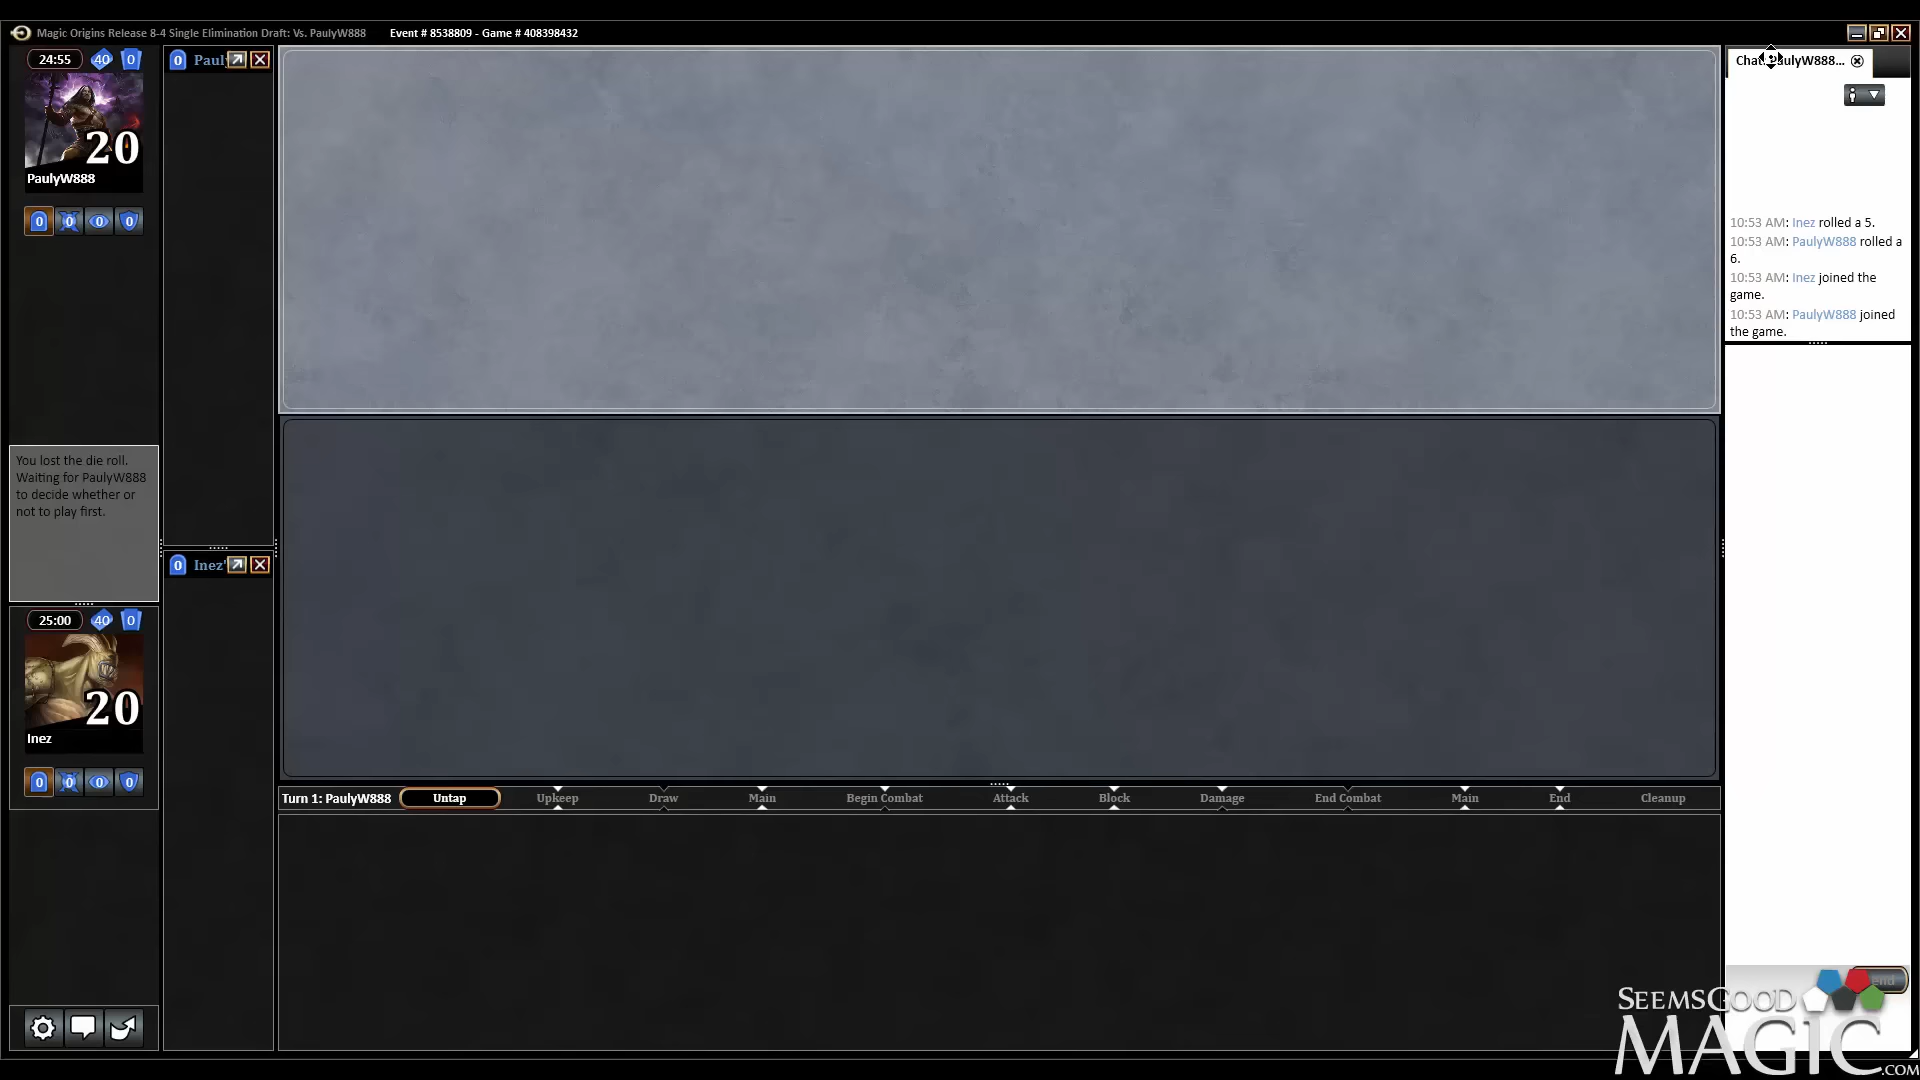 Magic Origins Release 8-4 Single Elimination Draft: Vs. PaulyW888 Event # 8538809 - Game # 408398432
24:55 40 0
20
PaulyW888
0 0 0 0
You lost the die roll.
Waiting for PaulyW888
to decide whether or
not to play first.
25:00 40 0
20
Inez
0 0 0 0
0 Pauly
0 Inez'
Turn 1: PaulyW888 Untap Upkeep Draw Main Begin Combat Attack Block Damage End Combat Main End Cleanup
Chat: PaulyW888...
10:53 AM: Inez rolled a 5.
10:53 AM: PaulyW888 rolled a
6.
10:53 AM: Inez joined the
game.
10:53 AM: PaulyW888 joined
the game.
SEEMSGOOD
MAGIC
.COM